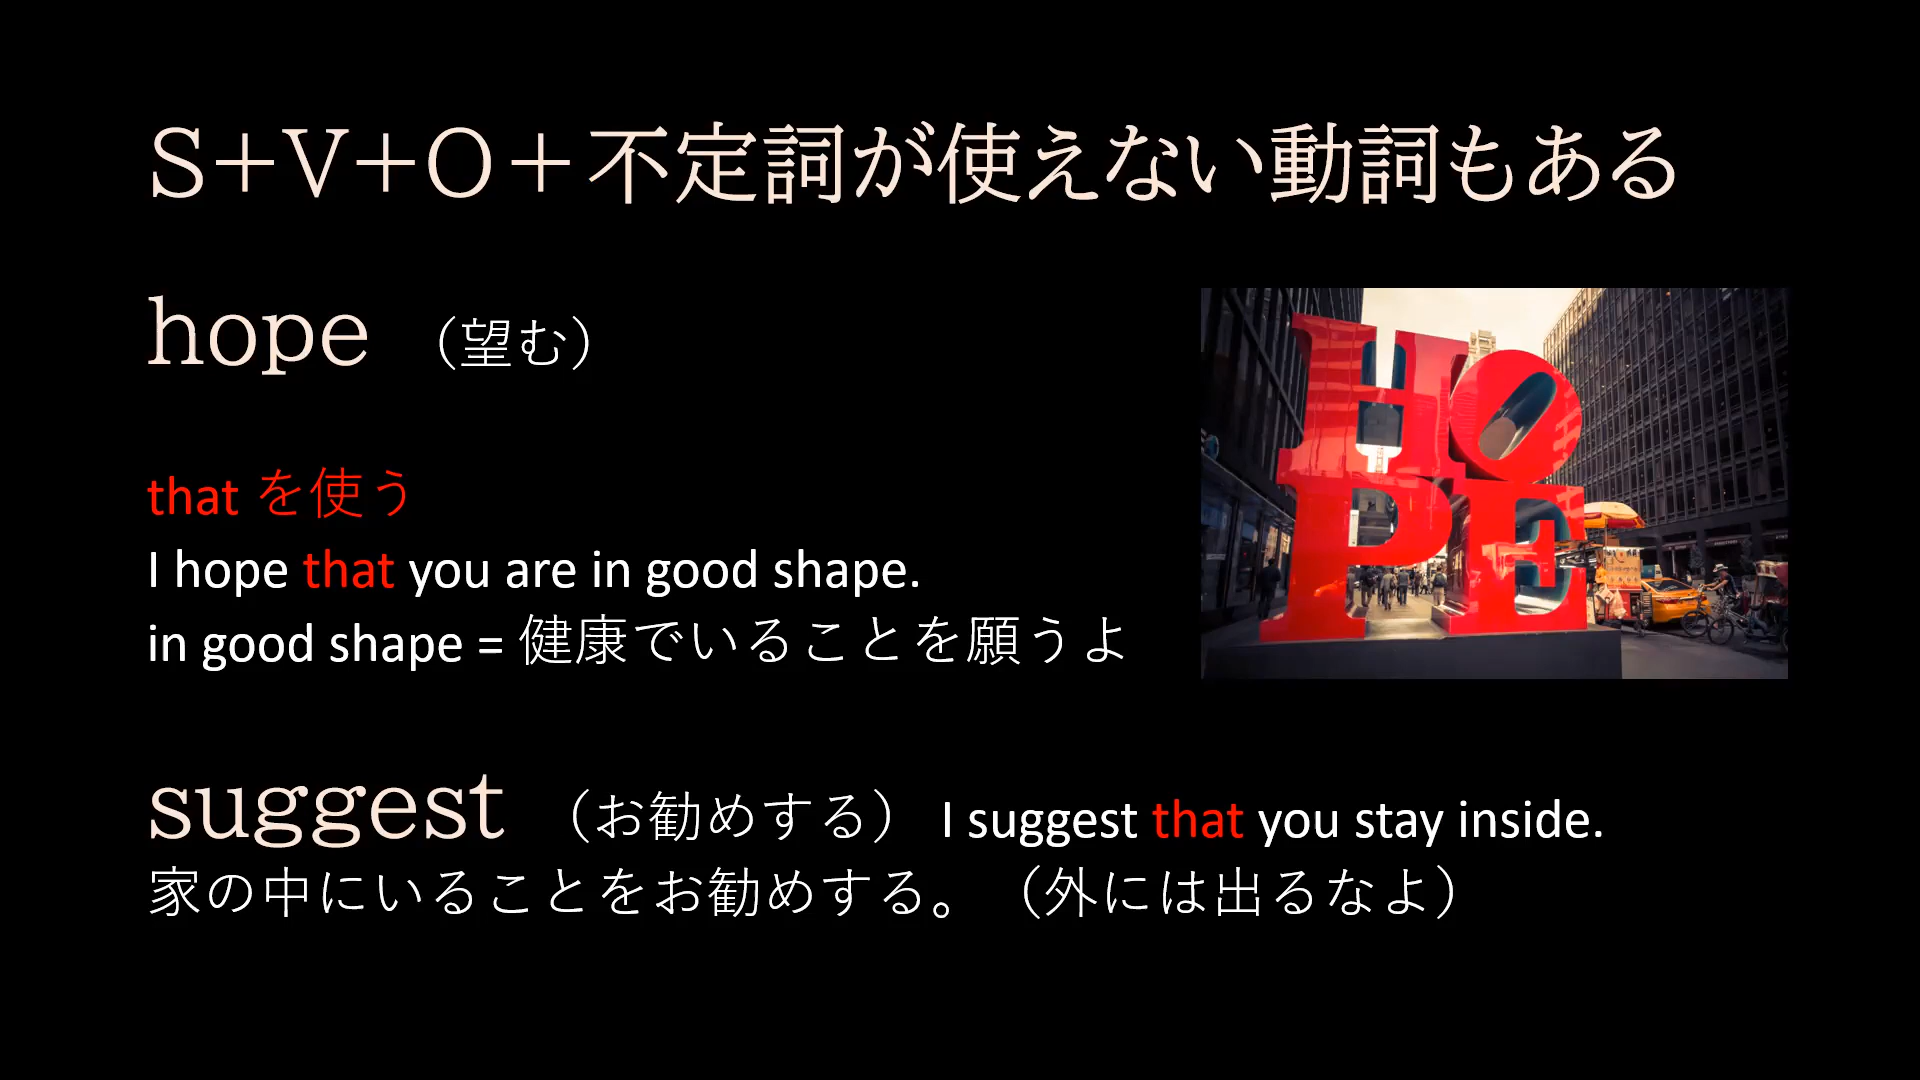 S+V+O+不定詞が使えない動詞もある
hope （望む）
HO
PE
that を使う
I hope that you are in good shape.
in good shape = 健康でいることを願うよ
suggest （お勧めする） I suggest that you stay inside.
家の中にいることをお勧めする。（外には出るなよ）